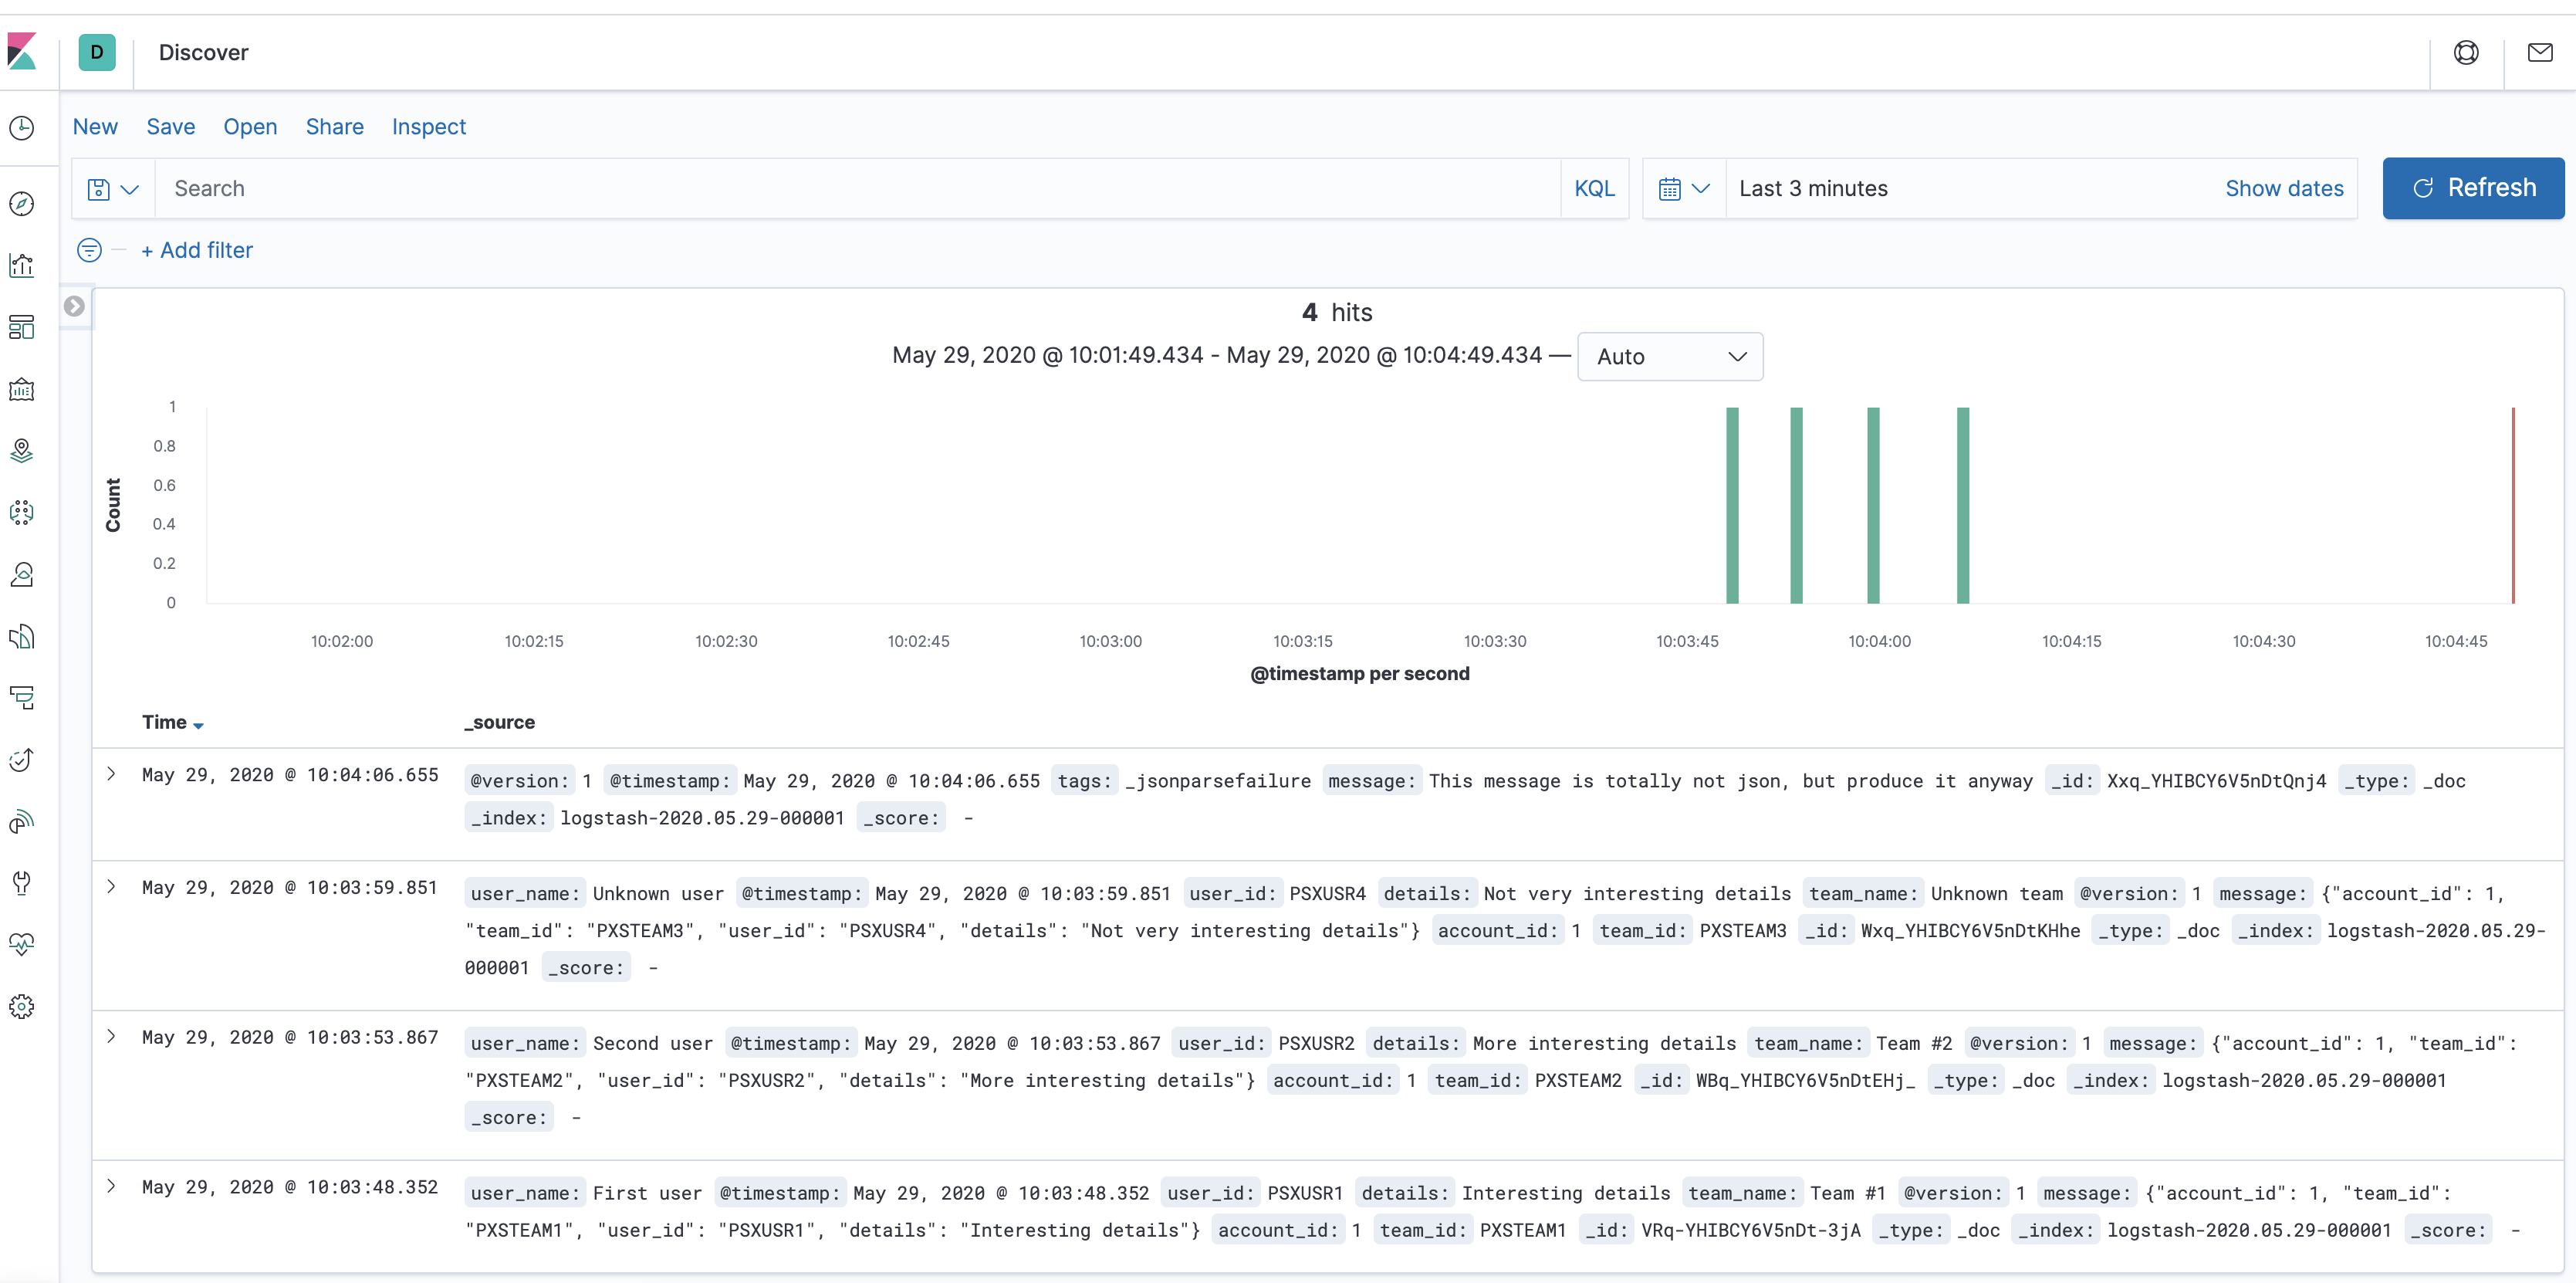 D Discover
New Save Open Share Inspect
Search KQL Last 3 minutes Show dates Refresh
+ Add filter
4 hits
May 29, 2020 @ 10:01:49.434 - May 29, 2020 @ 10:04:49.434 — Auto
Count
1
0.8
0.6
0.4
0.2
0
10:02:00 10:02:15 10:02:30 10:02:45 10:03:00 10:03:15 10:03:30 10:03:45 10:04:00 10:04:15 10:04:30 10:04:45
@timestamp per second
Time _source
May 29, 2020 @ 10:04:06.655 @version: 1 @timestamp: May 29, 2020 @ 10:04:06.655 tags: _jsonparsefailure message: This message is totally not json, but produce it anyway _id: Xxq_YHIBCY6V5nDtQnj4 _type: _doc
_index: logstash-2020.05.29-000001 _score: -
May 29, 2020 @ 10:03:59.851 user_name: Unknown user @timestamp: May 29, 2020 @ 10:03:59.851 user_id: PSXUSR4 details: Not very interesting details team_name: Unknown team @version: 1 message: {"account_id": 1,
"team_id": "PXSTEAM3", "user_id": "PSXUSR4", "details": "Not very interesting details"} account_id: 1 team_id: PXSTEAM3 _id: Wxq_YHIBCY6V5nDtKHhe _type: _doc _index: logstash-2020.05.29-
000001 _score: -
May 29, 2020 @ 10:03:53.867 user_name: Second user @timestamp: May 29, 2020 @ 10:03:53.867 user_id: PSXUSR2 details: More interesting details team_name: Team #2 @version: 1 message: {"account_id": 1, "team_id":
"PXSTEAM2", "user_id": "PSXUSR2", "details": "More interesting details"} account_id: 1 team_id: PXSTEAM2 _id: WBq_YHIBCY6V5nDtEHj_ _type: _doc _index: logstash-2020.05.29-000001
_score: -
May 29, 2020 @ 10:03:48.352 user_name: First user @timestamp: May 29, 2020 @ 10:03:48.352 user_id: PSXUSR1 details: Interesting details team_name: Team #1 @version: 1 message: {"account_id": 1, "team_id":
"PXSTEAM1", "user_id": "PSXUSR1", "details": "Interesting details"} account_id: 1 team_id: PXSTEAM1 _id: VRq-YHIBCY6V5nDt-3jA _type: _doc _index: logstash-2020.05.29-000001 _score: -